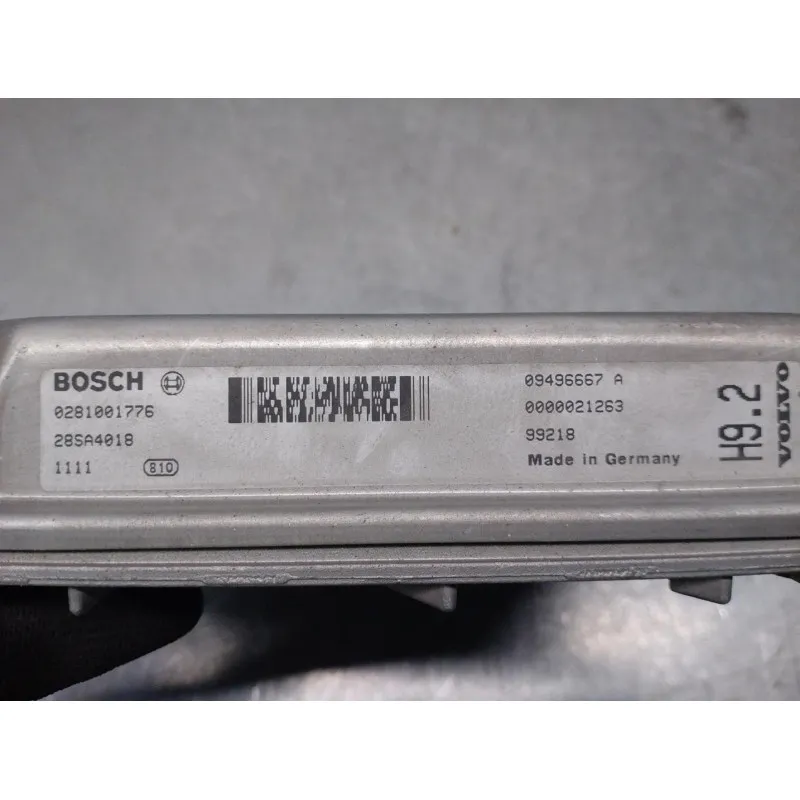 BOSCH
0281001776
28SA4018
1111 810
09496667 A
0000021263
99218
Made in Germany
H9.2
VOLVO